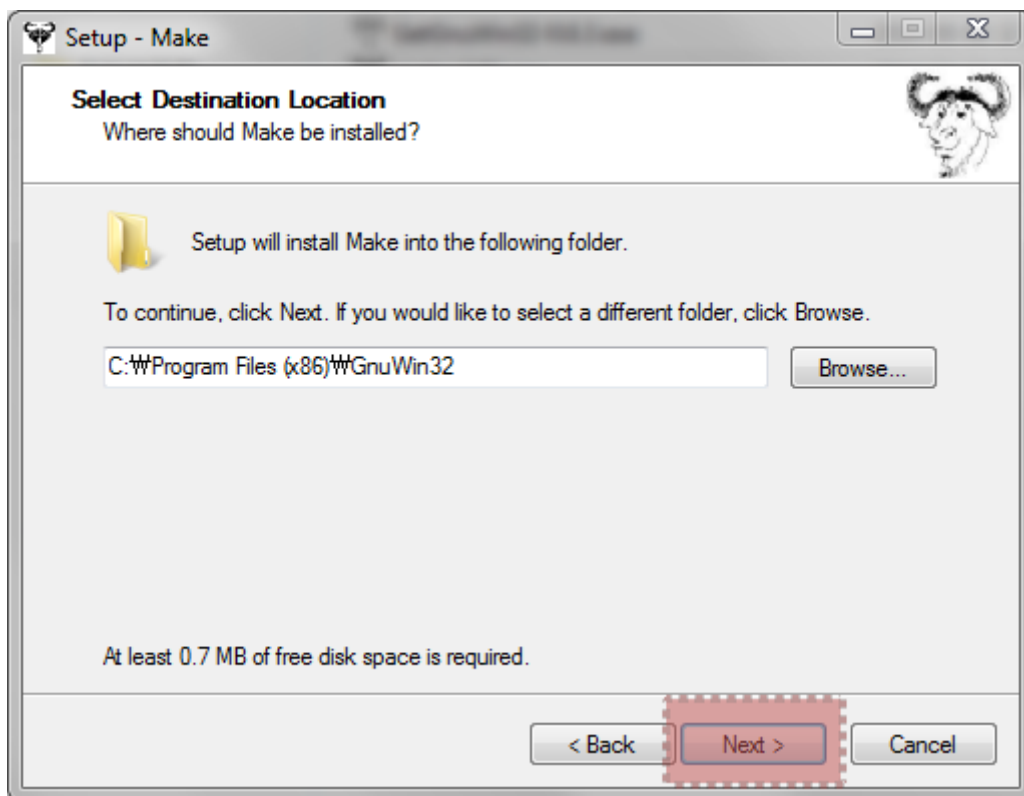 Setup - Make
Select Destination Location
Where should Make be installed?
Setup will install Make into the following folder.
To continue, click Next. If you would like to select a different folder, click Browse.
C:₩Program Files (x86)₩GnuWin32
Browse...
At least 0.7 MB of free disk space is required.
< Back
Next >
Cancel